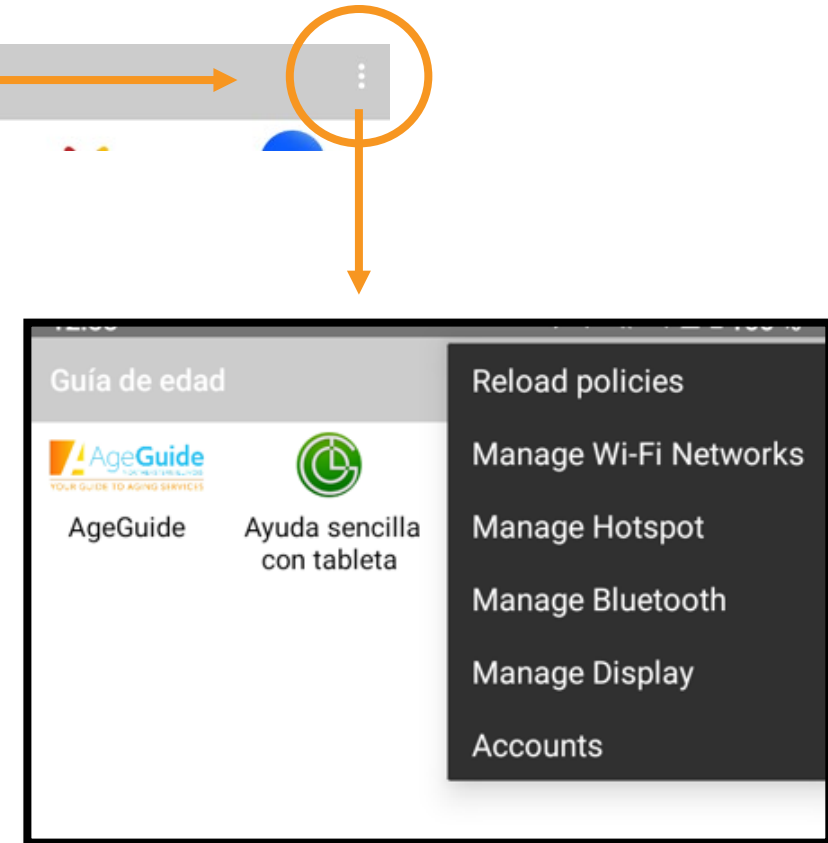 Guía de edad
AgeGuide
YOUR GUIDE TO AGING SERVICES
AgeGuide
Ayuda sencilla
con tableta
Reload policies
Manage Wi-Fi Networks
Manage Hotspot
Manage Bluetooth
Manage Display
Accounts